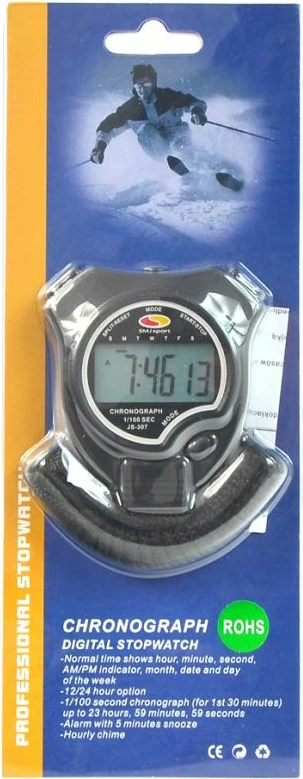 MODE
SPLIT/RESET
START/STOP
SMJ sport
S M T W T F S
A
7:46 13
CHRONOGRAPH
1/100 SEC
JS-307
MODE
PROFESSIONAL STOPWATCH
CHRONOGRAPH
DIGITAL STOPWATCH
ROHS
-Normal time shows hour, minute, second,
AM/PM indicator, month, date and day
of the week
-12/24 hour option
-1/100 second chronograph (for 1st 30 minutes)
up to 23 hours, 59 minutes, 59 seconds
-Alarm with 5 minutes snooze
-Hourly chime
CE